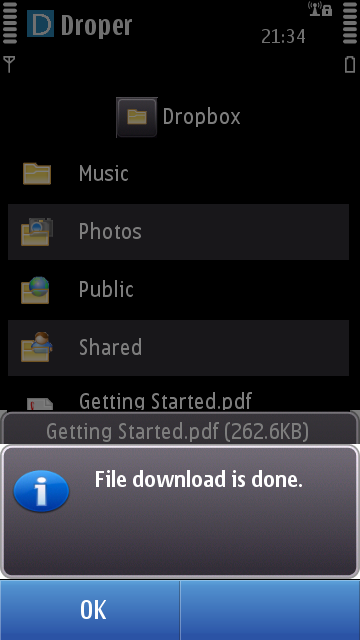 Droper
21:34
Dropbox
Music
Photos
Public
Shared
Getting Started.pdf
Getting Started.pdf (262.6KB)
File download is done.
OK